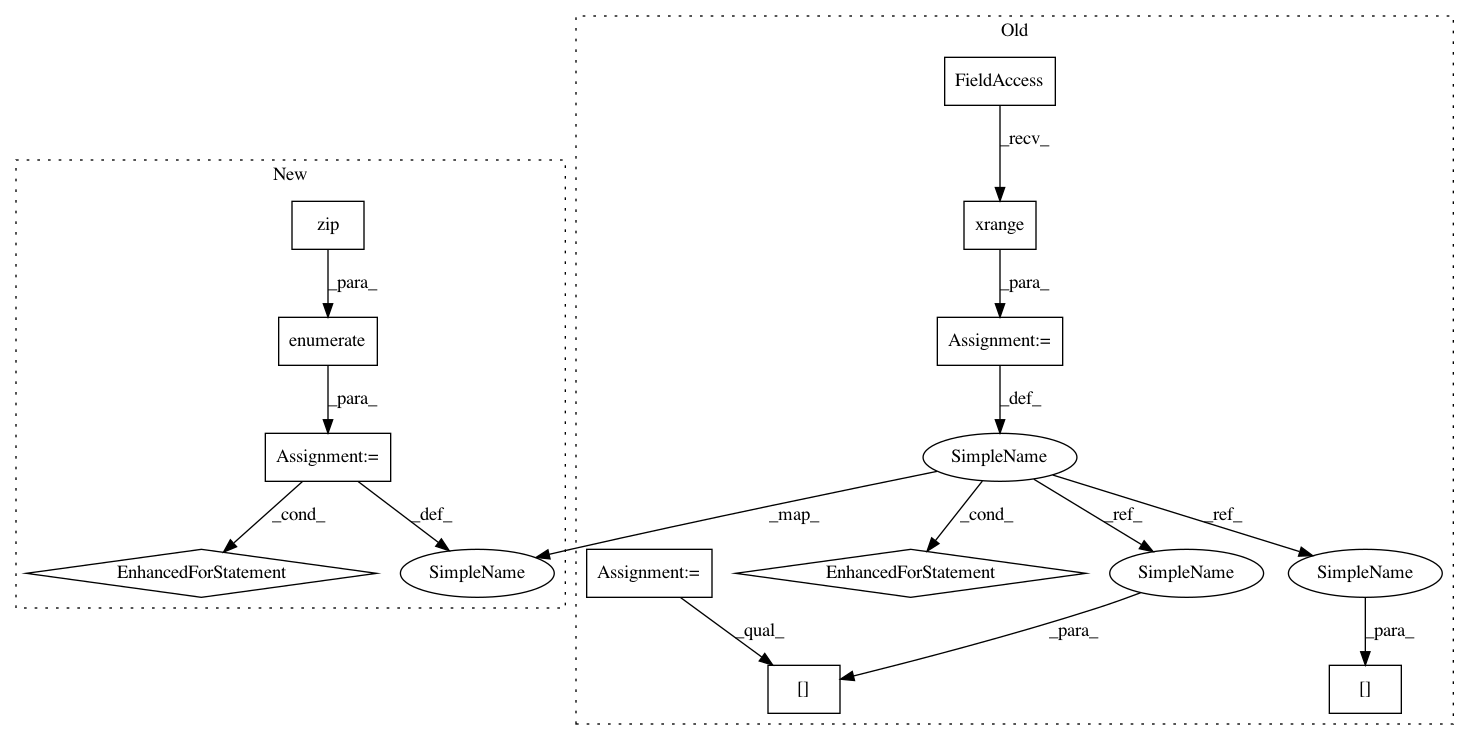 Old
FieldAccess
_recv_
New
zip
xrange
_para_
_para_
enumerate
Assignment:=
_para_
_def_
Assignment:=
SimpleName
_cond_
_def_
_map_
_cond_
_ref_
_ref_
EnhancedForStatement
SimpleName
Assignment:=
EnhancedForStatement
SimpleName
SimpleName
_qual_
_para_
_para_
[]
[]